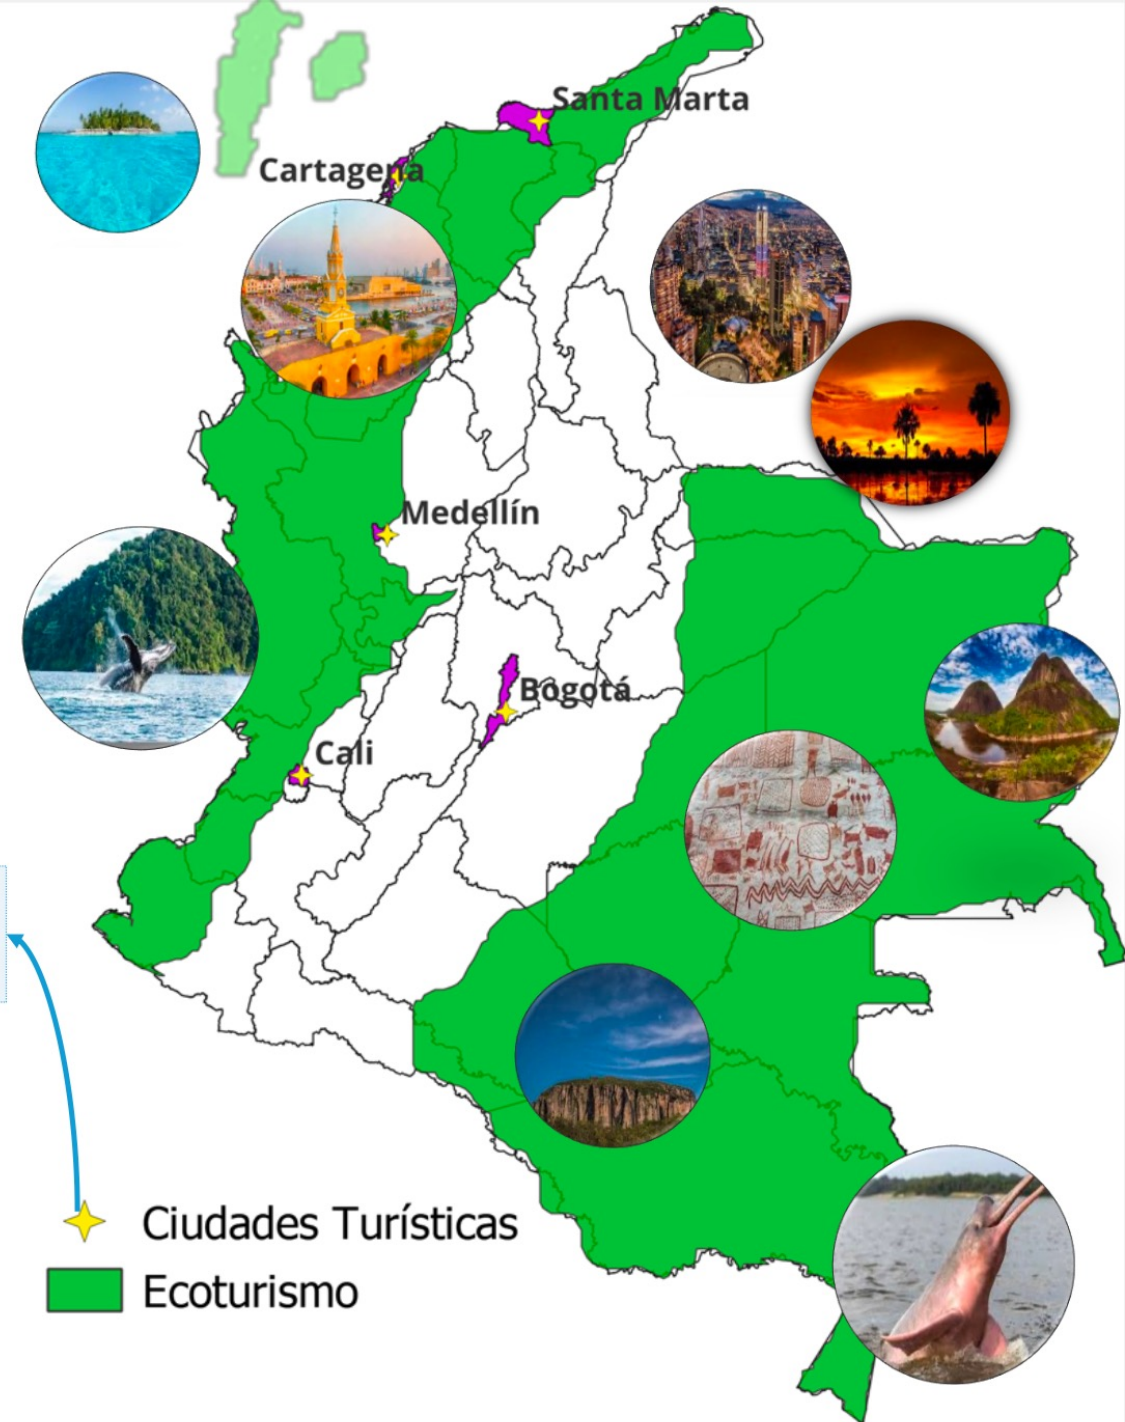 Santa Marta
Cartagena
Medellín
Bogotá
Cali
Ciudades Turísticas
Ecoturismo